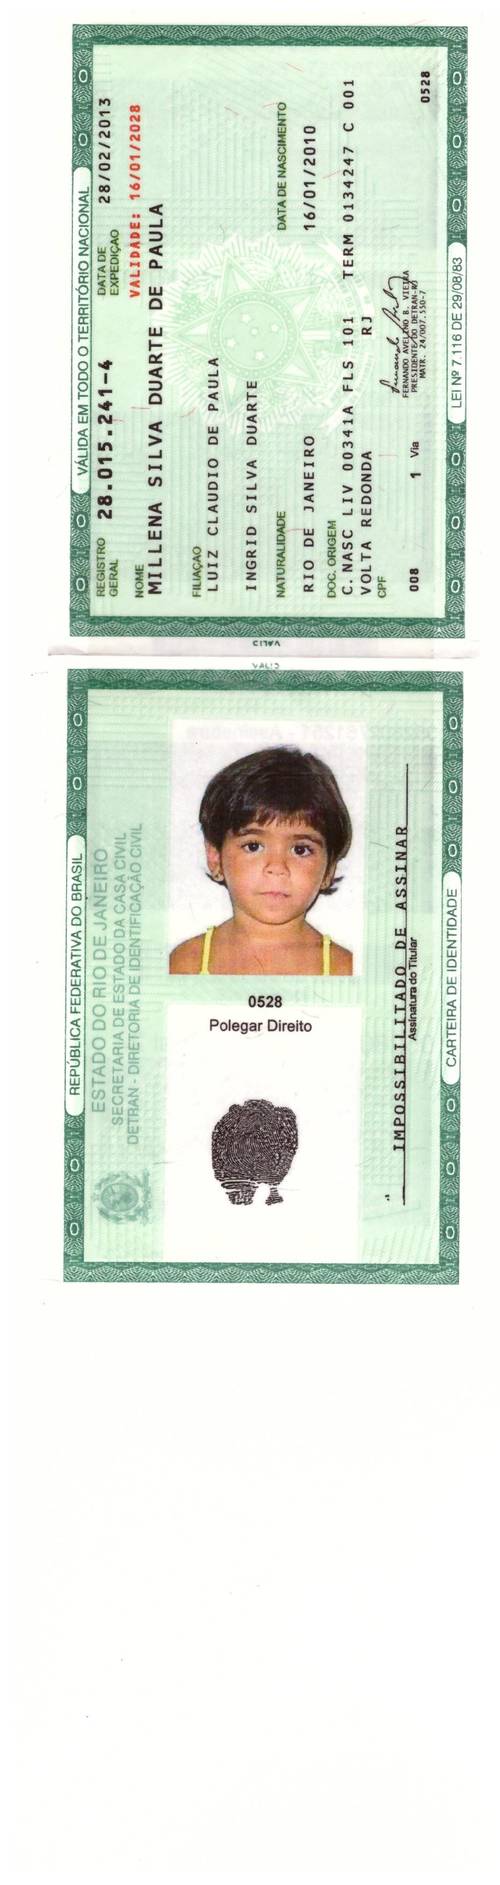 VÁLIDA EM TODO O TERRITÓRIO NACIONAL
REGISTRO GERAL 28.015.241-4 DATA DE EXPEDIÇÃO 28/02/2013
VALIDADE: 16/01/2028
NOME
MILLENA SILVA DUARTE DE PAULA
FILIAÇÃO
LUIZ CLAUDIO DE PAULA
INGRID SILVA DUARTE
NATURALIDADE DATA DE NASCIMENTO
RIO DE JANEIRO 16/01/2010
DOC. ORIGEM
C.NASC LIV 00341A FLS 101 TERM 0134247 C 001
VOLTA REDONDA RJ
CPF
FERNANDO AVELINO B. VIEIRA
PRESIDENTE DO DETRAN-RJ
MATR. 24/007.550-7
008 1 Via 0528
LEI Nº 7.116 DE 29/08/83
REPÚBLICA FEDERATIVA DO BRASIL
ESTADO DO RIO DE JANEIRO
SECRETARIA DE ESTADO DA CASA CIVIL
DETRAN - DIRETORIA DE IDENTIFICAÇÃO CIVIL
0528
Polegar Direito
IMPOSSIBILITADO DE ASSINAR
Assinatura do Titular
CARTEIRA DE IDENTIDADE